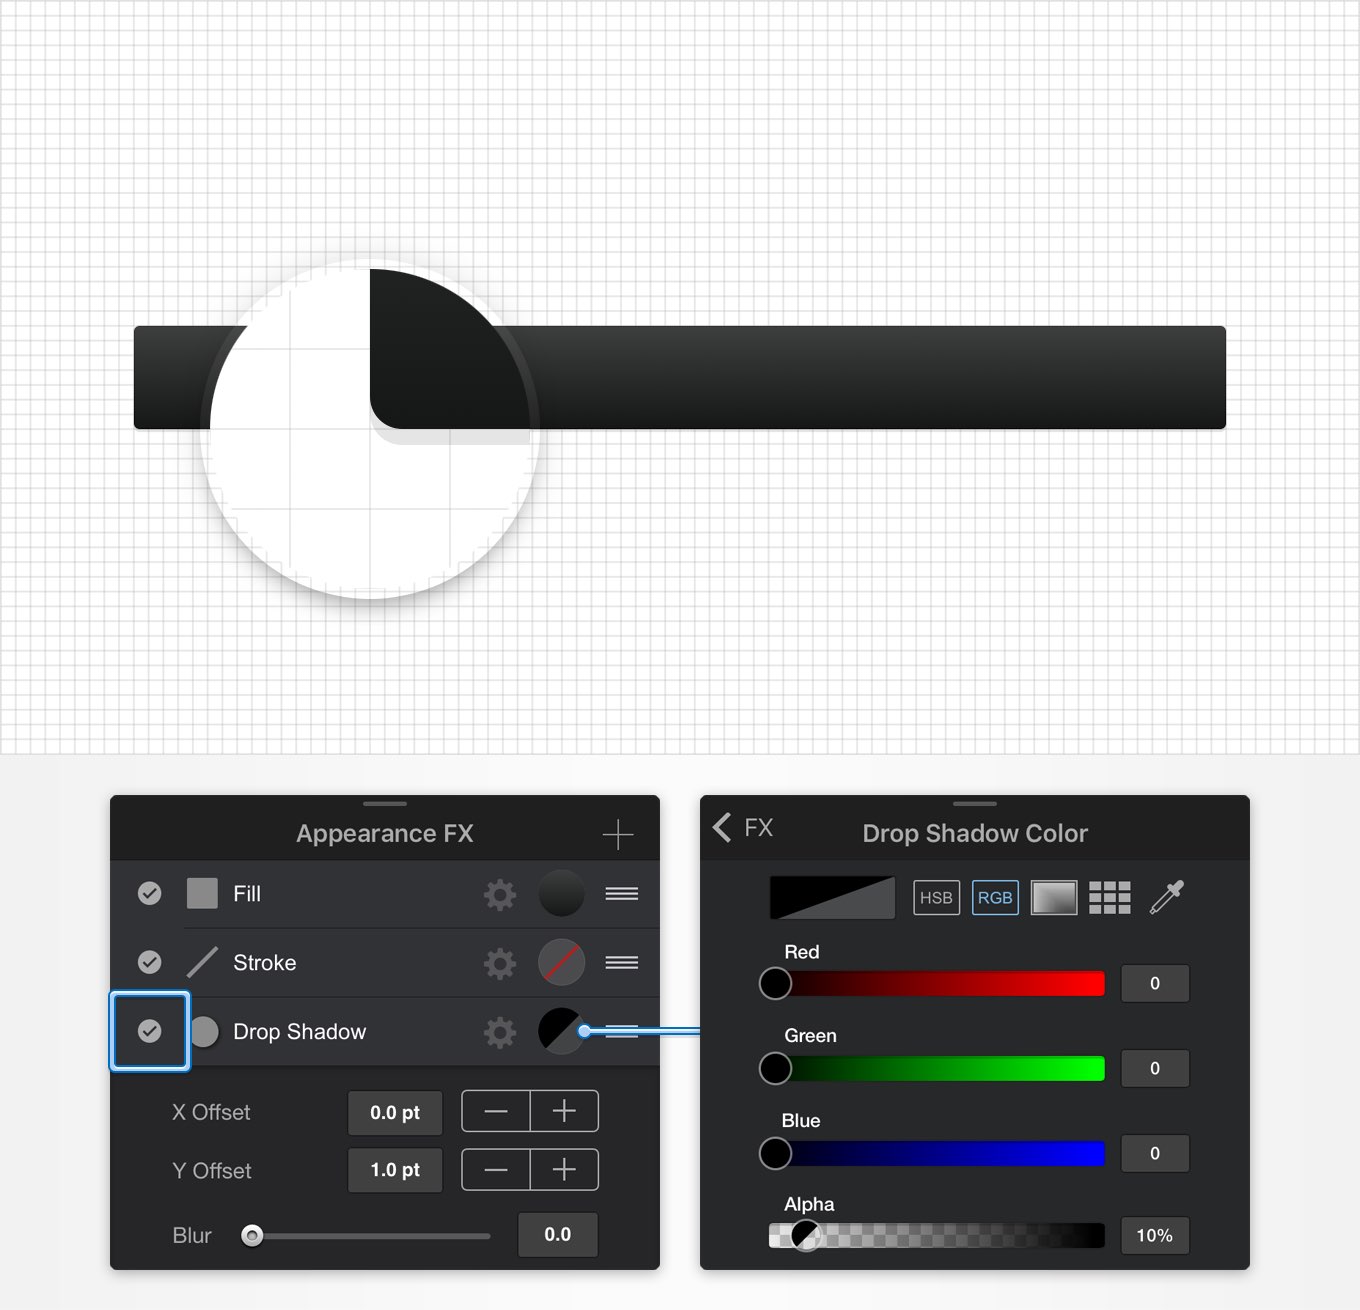 Appearance FX
Fill
Stroke
Drop Shadow
X Offset 0.0 pt
Y Offset 1.0 pt
Blur 0.0
FX Drop Shadow Color
HSB RGB
Red
0
Green
0
Blue
0
Alpha
10%